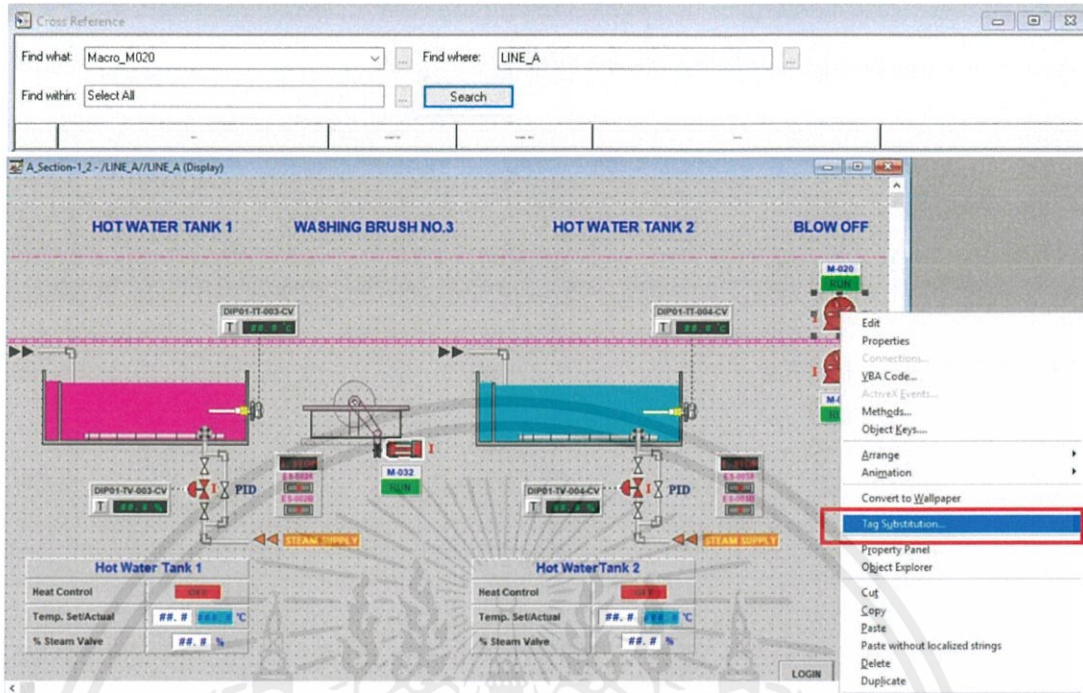 Cross Reference
Find what: Macro_M020 ... Find where: LINE_A ...
Find within: Select All ... Search
A_Section-1_2 - /LINE_A//LINE_A (Display)
HOT WATER TANK 1 WASHING BRUSH NO.3 HOT WATER TANK 2 BLOW OFF
M-020
RUN
DIP01-TT-003-CV DIP01-TT-004-CV
T ##.# °C T ##.# °C
I
I
Edit
Properties
Connections...
VBA Code...
ActiveX Events...
Methods...
Object Keys....
Arrange
Animation
Convert to Wallpaper
Tag Substitution...
Property Panel
Object Explorer
Cut
Copy
Paste
Paste without localized strings
Delete
Duplicate
I
M-032
RUN
DIP01-TV-003-CV I PID DIP01-TV-004-CV I PID
T ##.# % T ##.# %
STEAM SUPPLY STEAM SUPPLY
Hot Water Tank 1 Hot WaterTank 2
Heat Control OFF Heat Control OFF
Temp. Set/Actual ##.# ###.# °C Temp. Set/Actual ##.# ###.# °C
% Steam Valve ##.# % % Steam Valve ##.# %
LOGIN